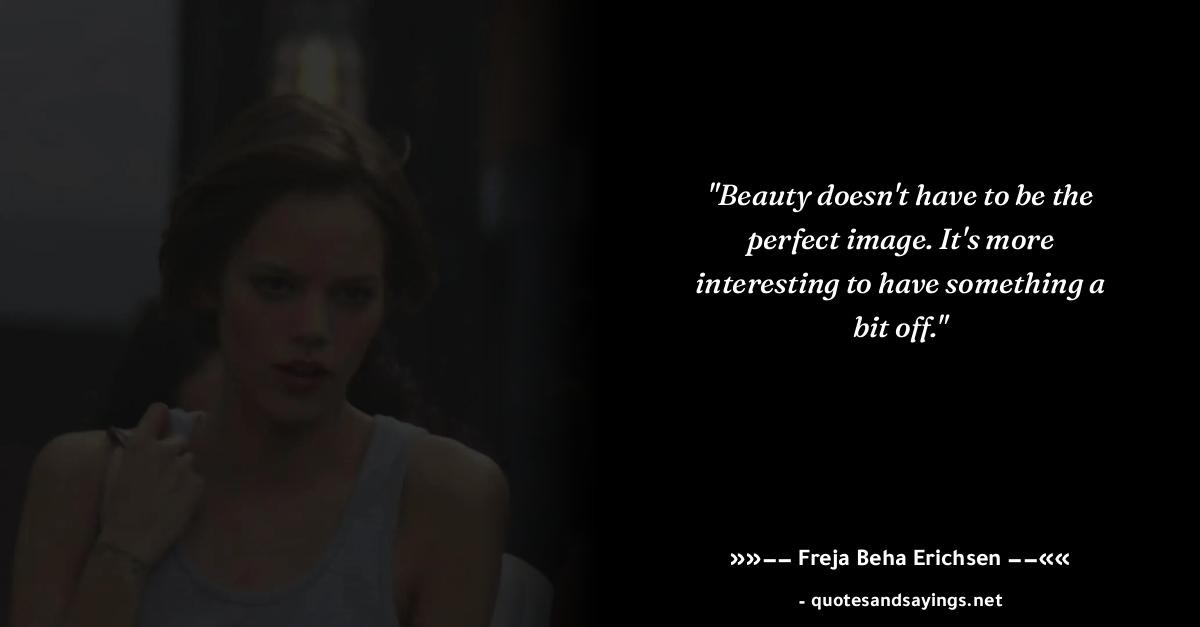 "Beauty doesn't have to be the
perfect image. It's more
interesting to have something a
bit off."
»»–– Freja Beha Erichsen ––««
- quotesandsayings.net